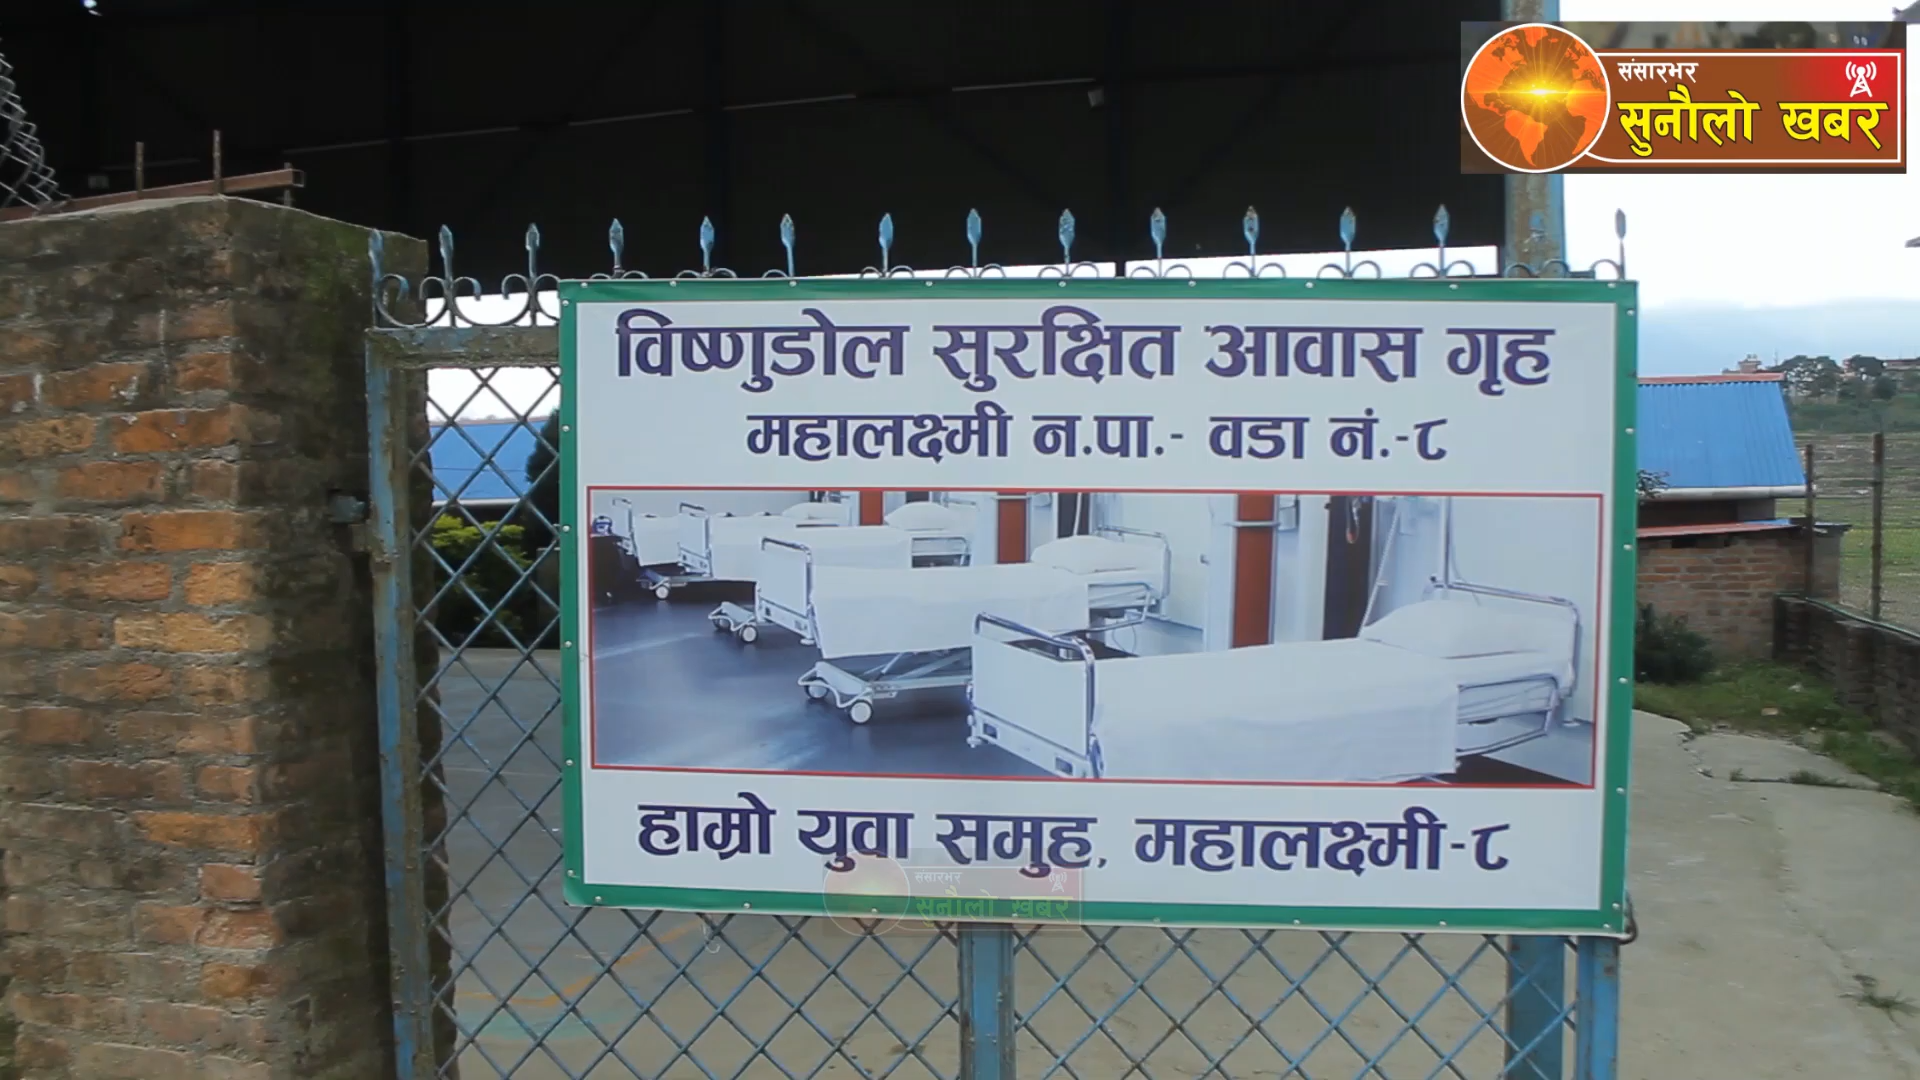 संसारभर
सुनौलो खबर
विष्णुडोल सुरक्षित आवास गृह
महालक्ष्मी न.पा.- वडा नं.-८
हाम्रो युवा समुह, महालक्ष्मी-८
संसारभर
सुनौलो खबर